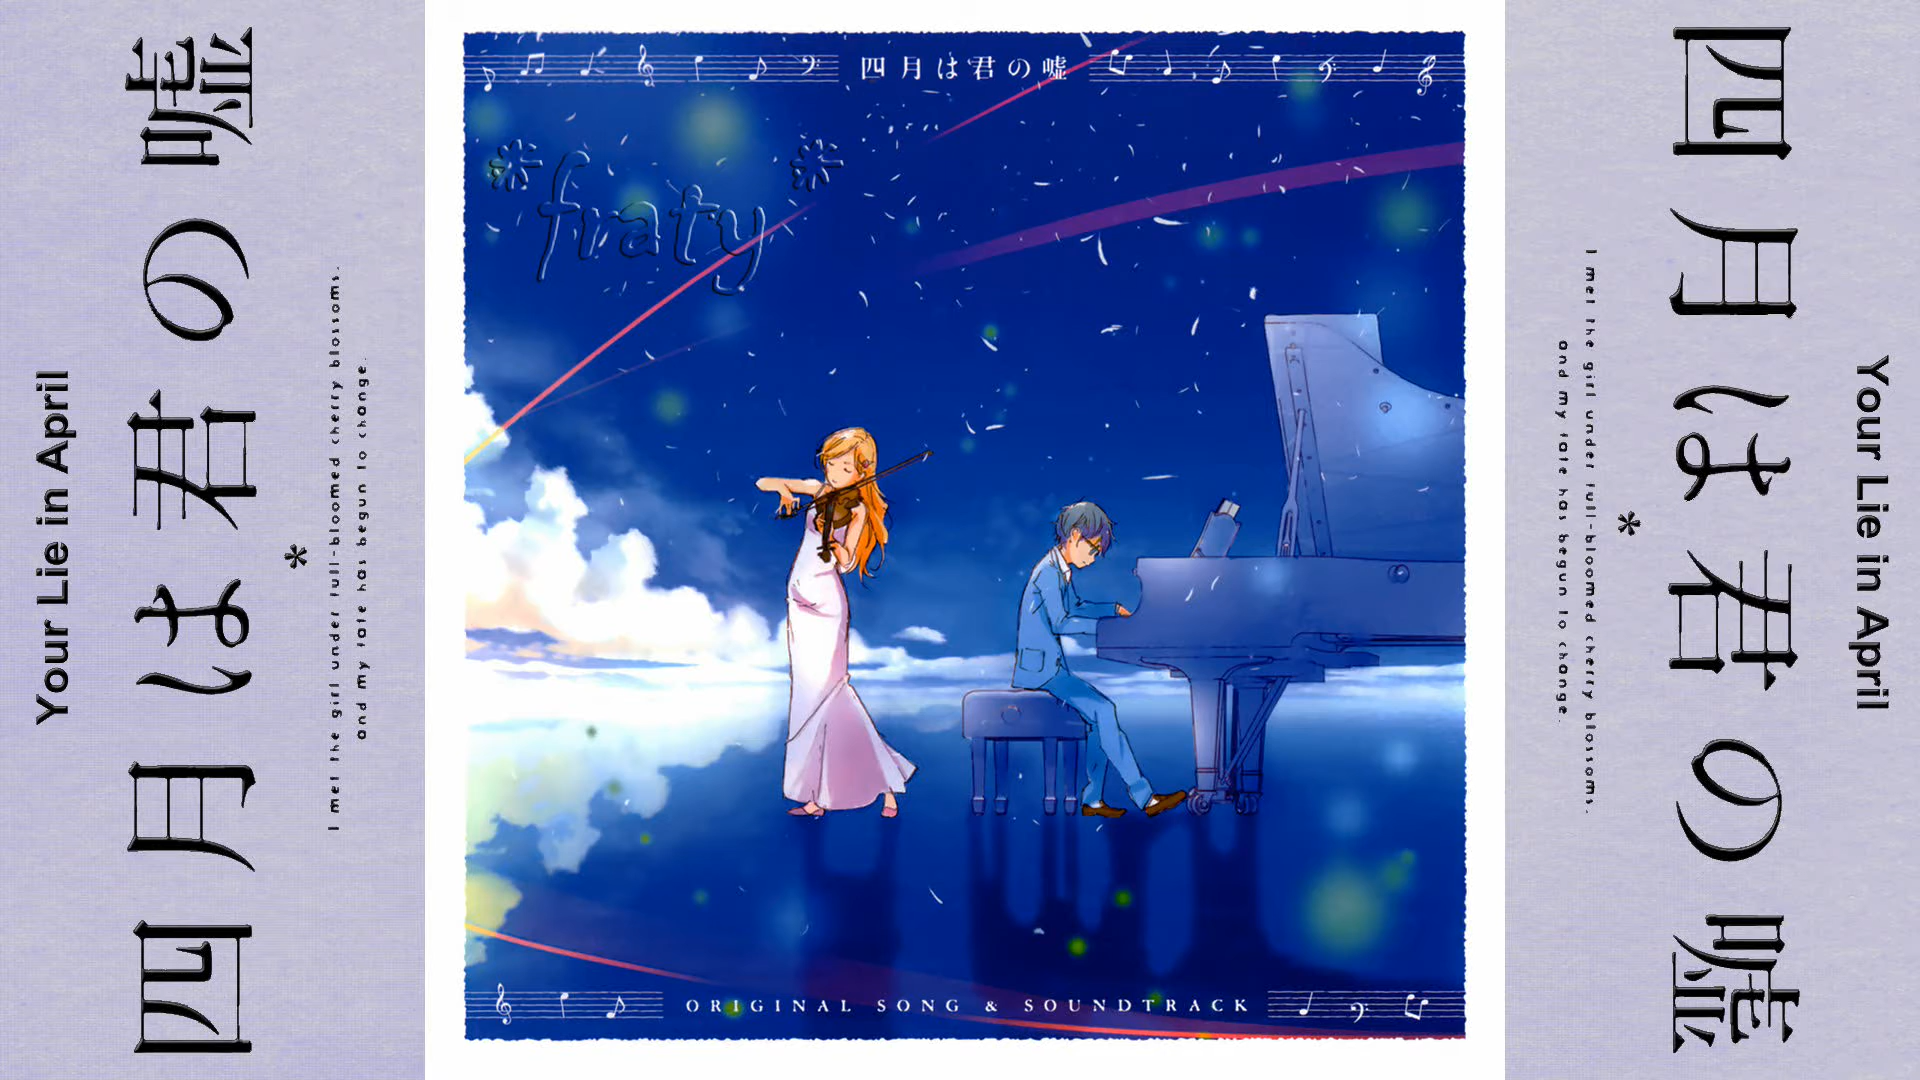 Your Lie in April
四月は君の嘘
*
I met the girl under full-bloomed cherry blossoms,
and my fate has begun to change.
四月は君の嘘
*fraty*
ORIGINAL SONG & SOUNDTRACK
I met the girl under full-bloomed cherry blossoms,
and my fate has begun to change.
*
四月は君の嘘
Your Lie in April